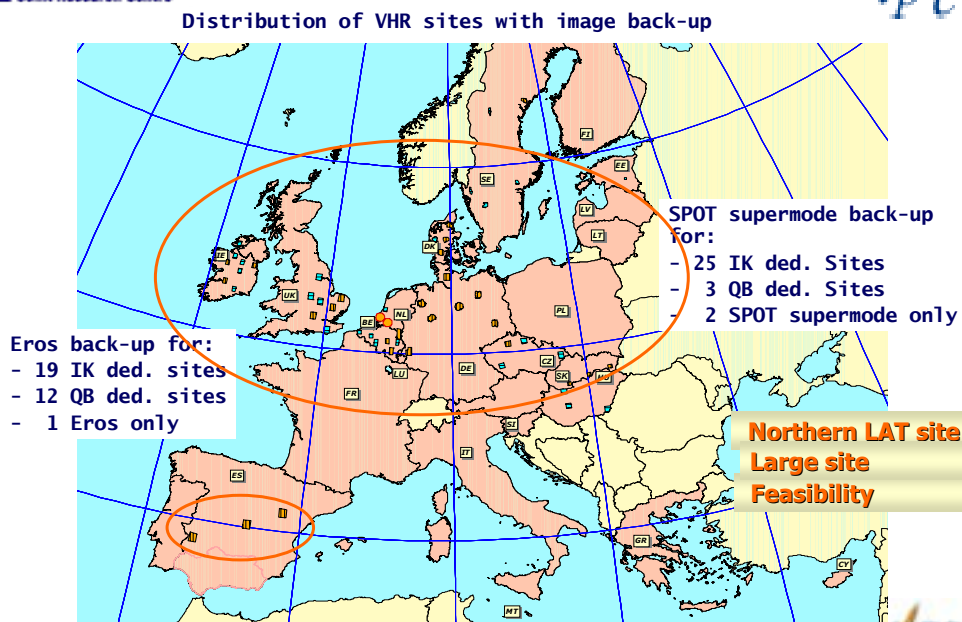 Distribution of VHR sites with image back-up
FI
EE
SE
LV
LT
SPOT supermode back-up
for:
- 25 IK ded. Sites
- 3 QB ded. Sites
- 2 SPOT supermode only
DK
IE
UK
NL
BE
PL
Eros back-up for:
- 19 IK ded. sites
- 12 QB ded. sites
- 1 Eros only
LU
DE
CZ
SK
FR
SI
IT
Northern LAT site
Large site
Feasibility
ES
GR
CY
MT